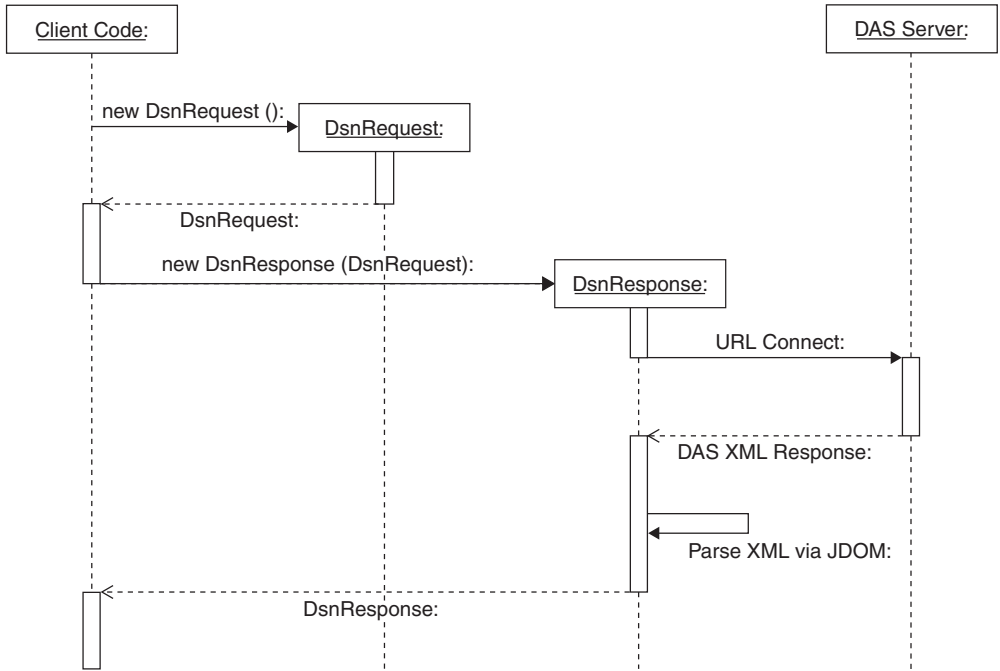 Client Code:
DAS Server:
new DsnRequest ():
DsnRequest:
DsnRequest:
new DsnResponse (DsnRequest):
DsnResponse:
URL Connect:
DAS XML Response:
Parse XML via JDOM:
DsnResponse: